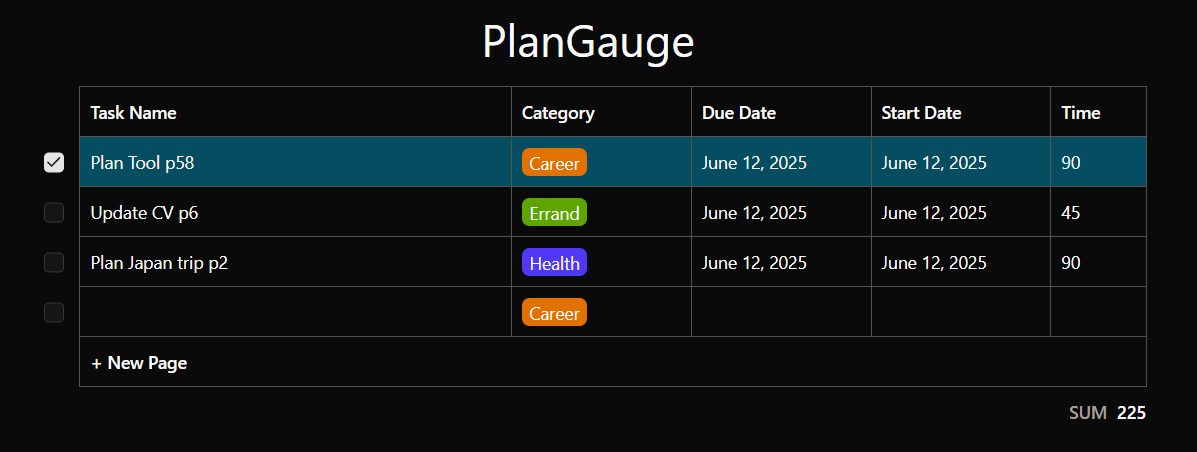 PlanGauge
Task Name Category Due Date Start Date Time
Plan Tool p58 Career June 12, 2025 June 12, 2025 90
Update CV p6 Errand June 12, 2025 June 12, 2025 45
Plan Japan trip p2 Health June 12, 2025 June 12, 2025 90
Career
+ New Page
SUM 225